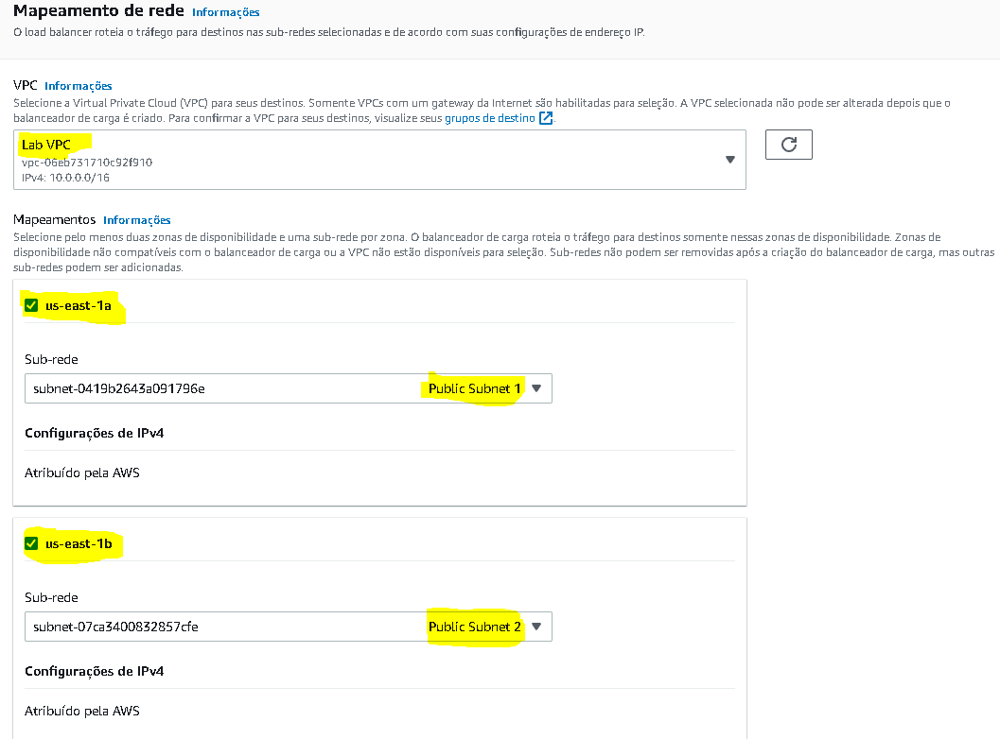 Mapeamento de rede Informações
O load balancer roteia o tráfego para destinos nas sub-redes selecionadas e de acordo com suas configurações de endereço IP.
VPC Informações
Selecione a Virtual Private Cloud (VPC) para seus destinos. Somente VPCs com um gateway da Internet são habilitadas para seleção. A VPC selecionada não pode ser alterada depois que o
balanceador de carga é criado. Para confirmar a VPC para seus destinos, visualize seus grupos de destino.
Lab VPC
vpc-06eb731710c92f910
IPv4: 10.0.0.0/16
Mapeamentos Informações
Selecione pelo menos duas zonas de disponibilidade e uma sub-rede por zona. O balanceador de carga roteia o tráfego para destinos somente nessas zonas de disponibilidade. Zonas de
disponibilidade não compatíveis com o balanceador de carga ou a VPC não estão disponíveis para seleção. Sub-redes não podem ser removidas após a criação do balanceador de carga, mas outras
sub-redes podem ser adicionadas.
us-east-1a
Sub-rede
subnet-0419b2643a091796e Public Subnet 1
Configurações de IPv4
Atribuído pela AWS
us-east-1b
Sub-rede
subnet-07ca3400832857cfe Public Subnet 2
Configurações de IPv4
Atribuído pela AWS